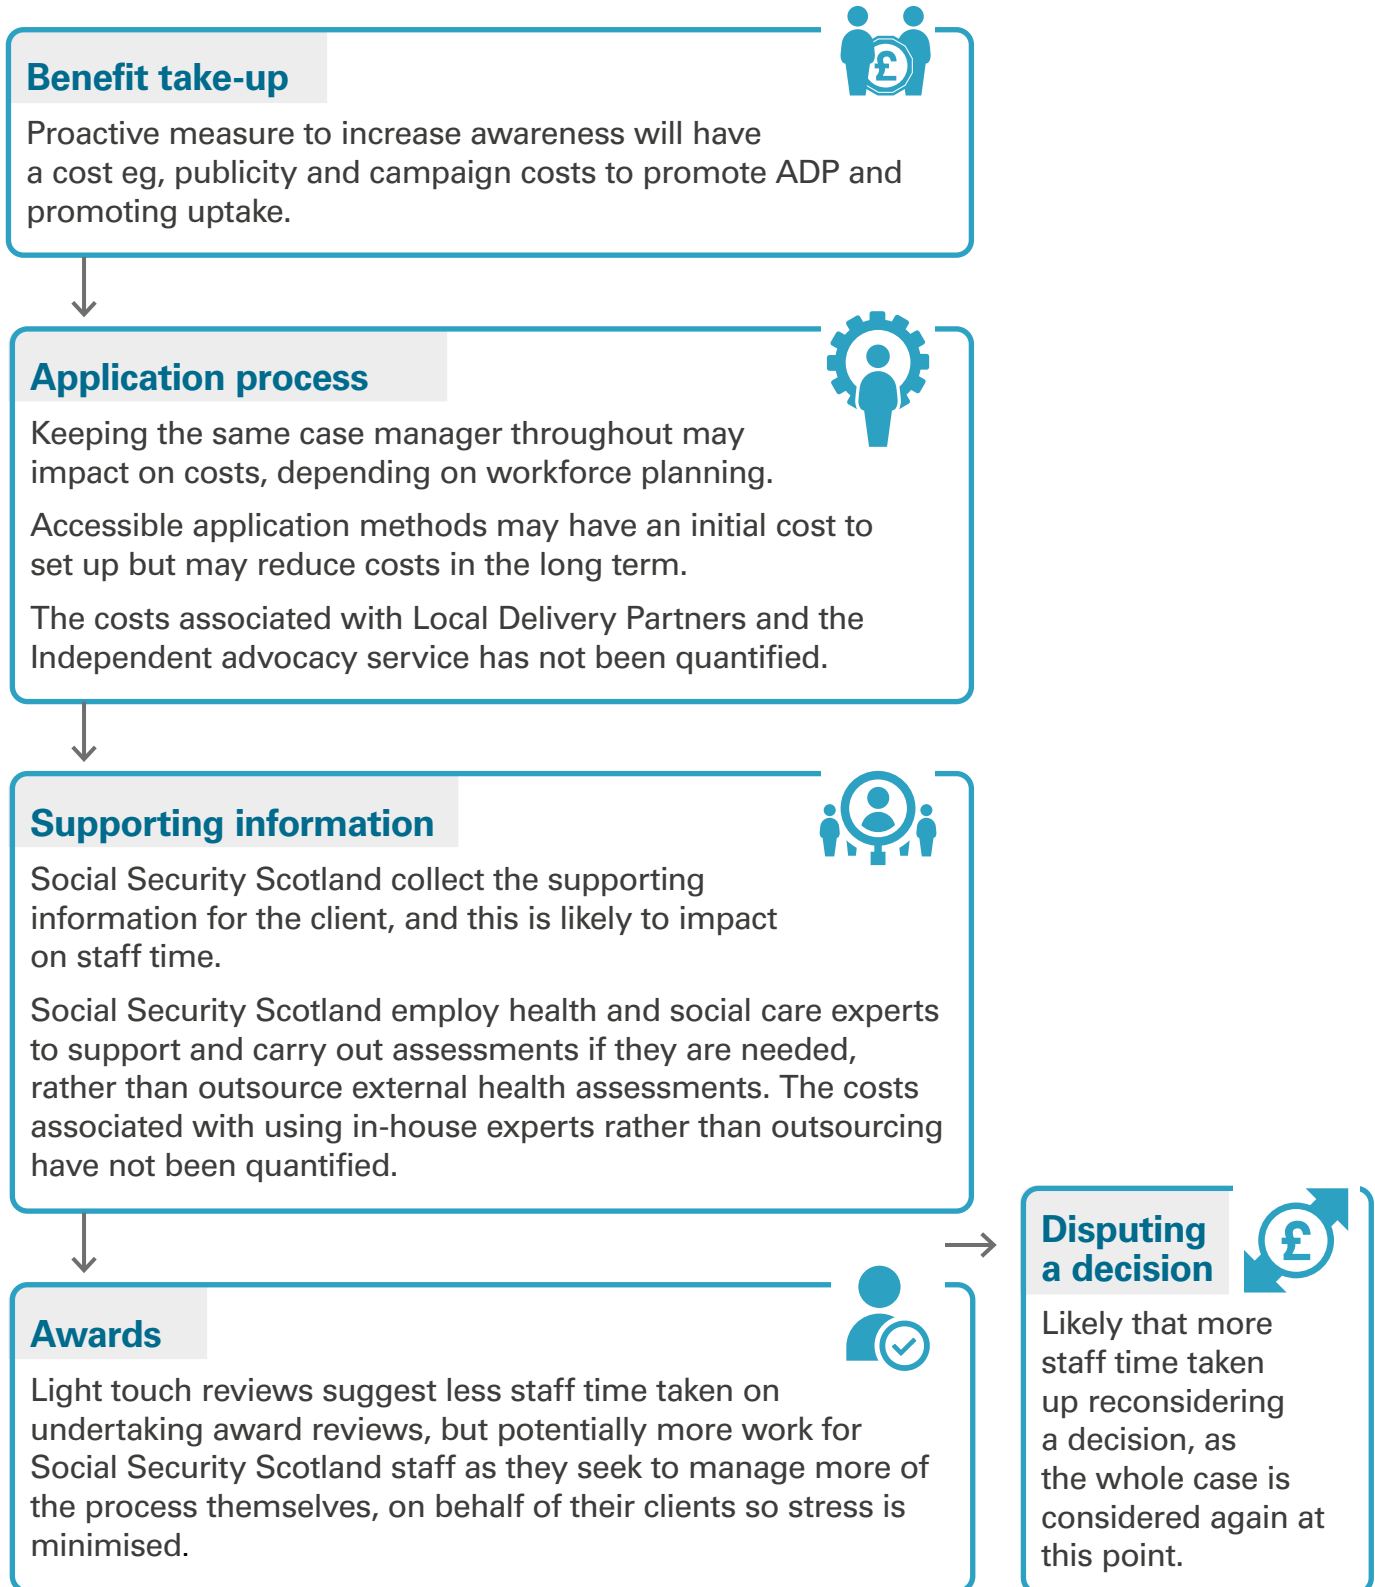 Benefit take-up
£
Proactive measure to increase awareness will have
a cost eg, publicity and campaign costs to promote ADP and
promoting uptake.
Application process
Keeping the same case manager throughout may
impact on costs, depending on workforce planning.
Accessible application methods may have an initial cost to
set up but may reduce costs in the long term.
The costs associated with Local Delivery Partners and the
Independent advocacy service has not been quantified.
Supporting information
Social Security Scotland collect the supporting
information for the client, and this is likely to impact
on staff time.
Social Security Scotland employ health and social care experts
to support and carry out assessments if they are needed,
rather than outsource external health assessments. The costs
associated with using in-house experts rather than outsourcing
have not been quantified.
Awards
Light touch reviews suggest less staff time taken on
undertaking award reviews, but potentially more work for
Social Security Scotland staff as they seek to manage more of
the process themselves, on behalf of their clients so stress is
minimised.
Disputing
a decision
£
Likely that more
staff time taken
up reconsidering
a decision, as
the whole case is
considered again at
this point.